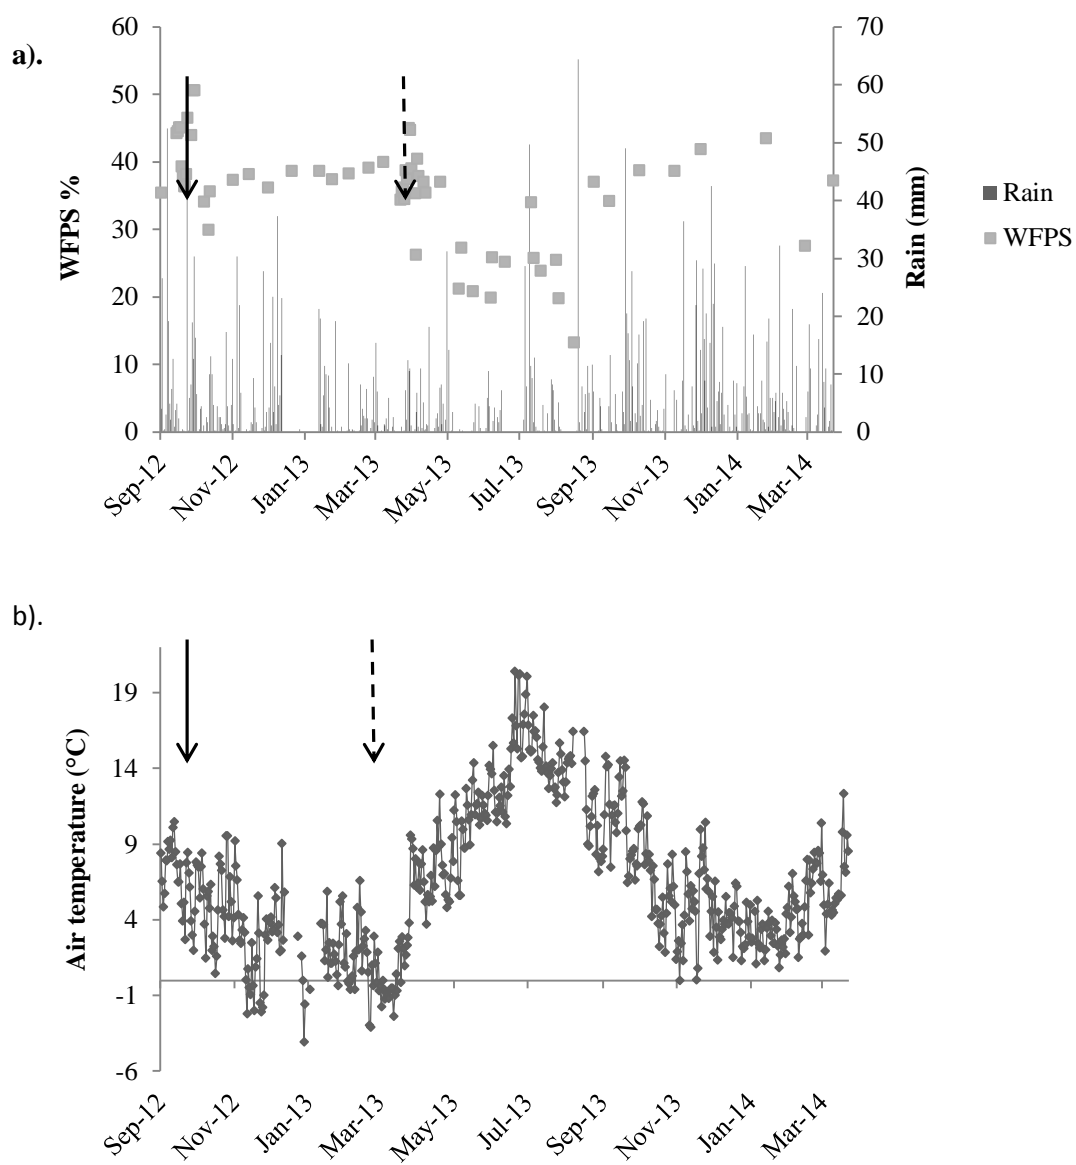 a).
60
50
40
30
20
10
0
WFPS %
70
60
50
40
30
20
10
0
Rain (mm)
Rain
WFPS
Sep-12
Nov-12
Jan-13
Mar-13
May-13
Jul-13
Sep-13
Nov-13
Jan-14
Mar-14
b).
19
14
9
4
-1
-6
Air temperature (°C)
Sep-12
Nov-12
Jan-13
Mar-13
May-13
Jul-13
Sep-13
Nov-13
Jan-14
Mar-14